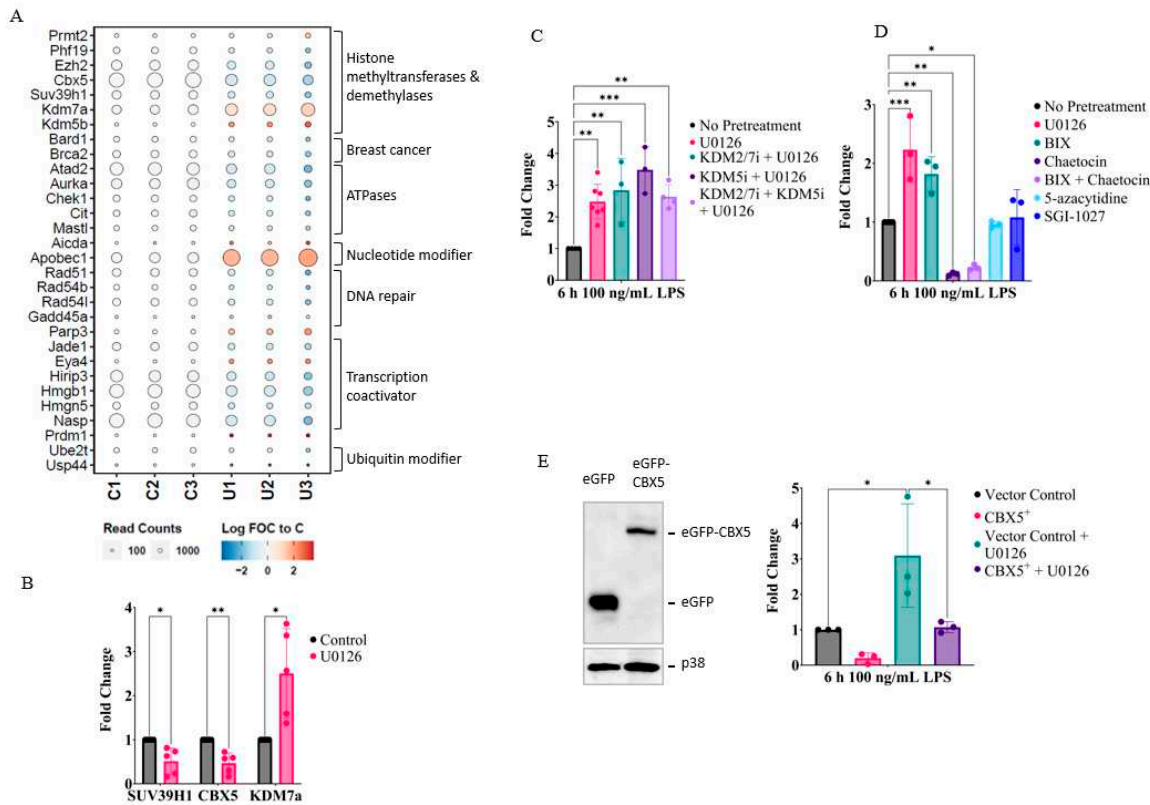 A
Prmt2
Phf19
Ezh2
Cbx5
Suv39h1
Kdm7a
Kdm5b
Bard1
Brca2
Atad2
Aurka
Chek1
Cit
Mastl
Aicda
Apobec1
Rad51
Rad54b
Rad54l
Gadd45a
Parp3
Jade1
Eya4
Hirip3
Hmgb1
Hmgn5
Nasp
Prdm1
Ube2t
Usp44
Histone
methyltransferases &
demethylases
Breast cancer
ATPases
Nucleotide modifier
DNA repair
Transcription
coactivator
Ubiquitin modifier
C1 C2 C3 U1 U2 U3
Read Counts
100 1000
Log FOC to C
−2 0 2
B
Fold Change
4
3
2
1
0
* ** *
SUV39H1 CBX5 KDM7a
Control
U0126
C
Fold Change
5
4
3
2
1
0
**
***
**
**
6 h 100 ng/mL LPS
No Pretreatment
U0126
KDM2/7i + U0126
KDM5i + U0126
KDM2/7i + KDM5i
+ U0126
D
Fold Change
3
2
1
0
*
**
**
***
6 h 100 ng/mL LPS
No Pretreatment
U0126
BIX
Chaetocin
BIX + Chaetocin
5-azacytidine
SGI-1027
E
eGFP
eGFP-
CBX5
eGFP-CBX5
eGFP
p38
Fold Change
5
4
3
2
1
0
* *
6 h 100 ng/mL LPS
Vector Control
CBX5⁺
Vector Control +
U0126
CBX5⁺ + U0126